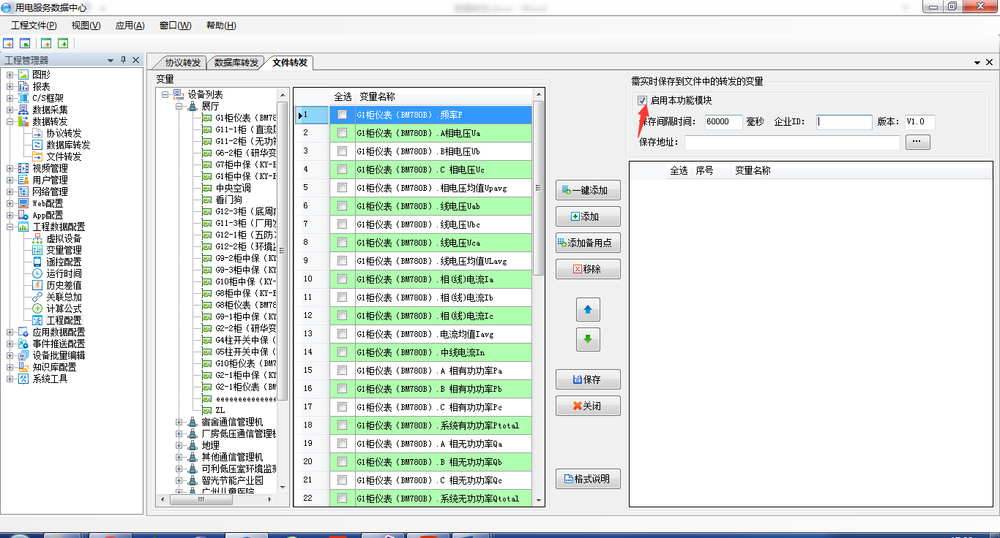 用电服务数据中心
工程文件(P) 视图(V) 应用(A) 窗口(W) 帮助(H)
工程管理器
图形
报表
C/S框架
数据采集
数据转发
协议转发
数据库转发
文件转发
视频管理
用户管理
网络管理
Web配置
App配置
工程数据配置
虚拟设备
变量管理
遥控配置
运行时间
历史差值
关联总加
计算公式
工程配置
应用数据配置
事件推送配置
设备批量编辑
知识库配置
系统工具
协议转发 数据库转发 文件转发
变量
设备列表
展厅
G1柜仪表（BM78
G11-1柜（直流
G11-2柜（无功
G6-2柜（研华变
G7柜中保（KY-
G1柜中保（KY-
中央空调
看门狗
G12-3柜（底周
G11-3柜（厂用
G12-1柜（五防
G12-2柜（环境
G9-2柜中保（KY
G9-3柜中保（KY
G10柜中保（KY-
G8柜中保（KY-
G8柜仪表（BM78
G9-1柜中保（KY
G2-2柜（研华变
G4柱开关中保（
G5柱开关中保（
G10柜仪表（BM7
G2-1柜中保（KY
G2-1柜仪表（BM
eeeeeeeeeeeeee
ZL
宿舍通信管理机
厂房低压通信管理机
地埋
其他通信管理机
可利低压室环境监测
智光节能产业园
广州儿童医院
全选 变量名称
1 G1柜仪表（BM780B）.频率F
2 G1柜仪表（BM780B）.A相电压Ua
3 G1柜仪表（BM780B）.B相电压Ub
4 G1柜仪表（BM780B）.C 相电压Uc
5 G1柜仪表（BM780B）.相电压均值Upavg
6 G1柜仪表（BM780B）.线电压Uab
7 G1柜仪表（BM780B）.线电压Ubc
8 G1柜仪表（BM780B）.线电压Uca
9 G1柜仪表（BM780B）.线电压均值ULavg
10 G1柜仪表（BM780B）.相(线)电流Ia
11 G1柜仪表（BM780B）.相(线)电流Ib
12 G1柜仪表（BM780B）.相(线)电流Ic
13 G1柜仪表（BM780B）.电流均值Iavg
14 G1柜仪表（BM780B）.中线电流In
15 G1柜仪表（BM780B）.A 相有功功率Pa
16 G1柜仪表（BM780B）.B 相有功功率Pb
17 G1柜仪表（BM780B）.C 相有功功率Pc
18 G1柜仪表（BM780B）.系统有功功率Ptotal
19 G1柜仪表（BM780B）.A 相无功功率Qa
20 G1柜仪表（BM780B）.B 相无功功率Qb
21 G1柜仪表（BM780B）.C 相无功功率Qc
22 G1柜仪表（BM780B）.系统无功功率Qtotal
一键添加
添加
添加备用点
移除
保存
关闭
格式说明
需实时保存到文件中的转发的变量
启用本功能模块
保存间隔时间： 60000 毫秒 企业ID： 版本： V1.0
保存地址： ...
全选 序号 变量名称